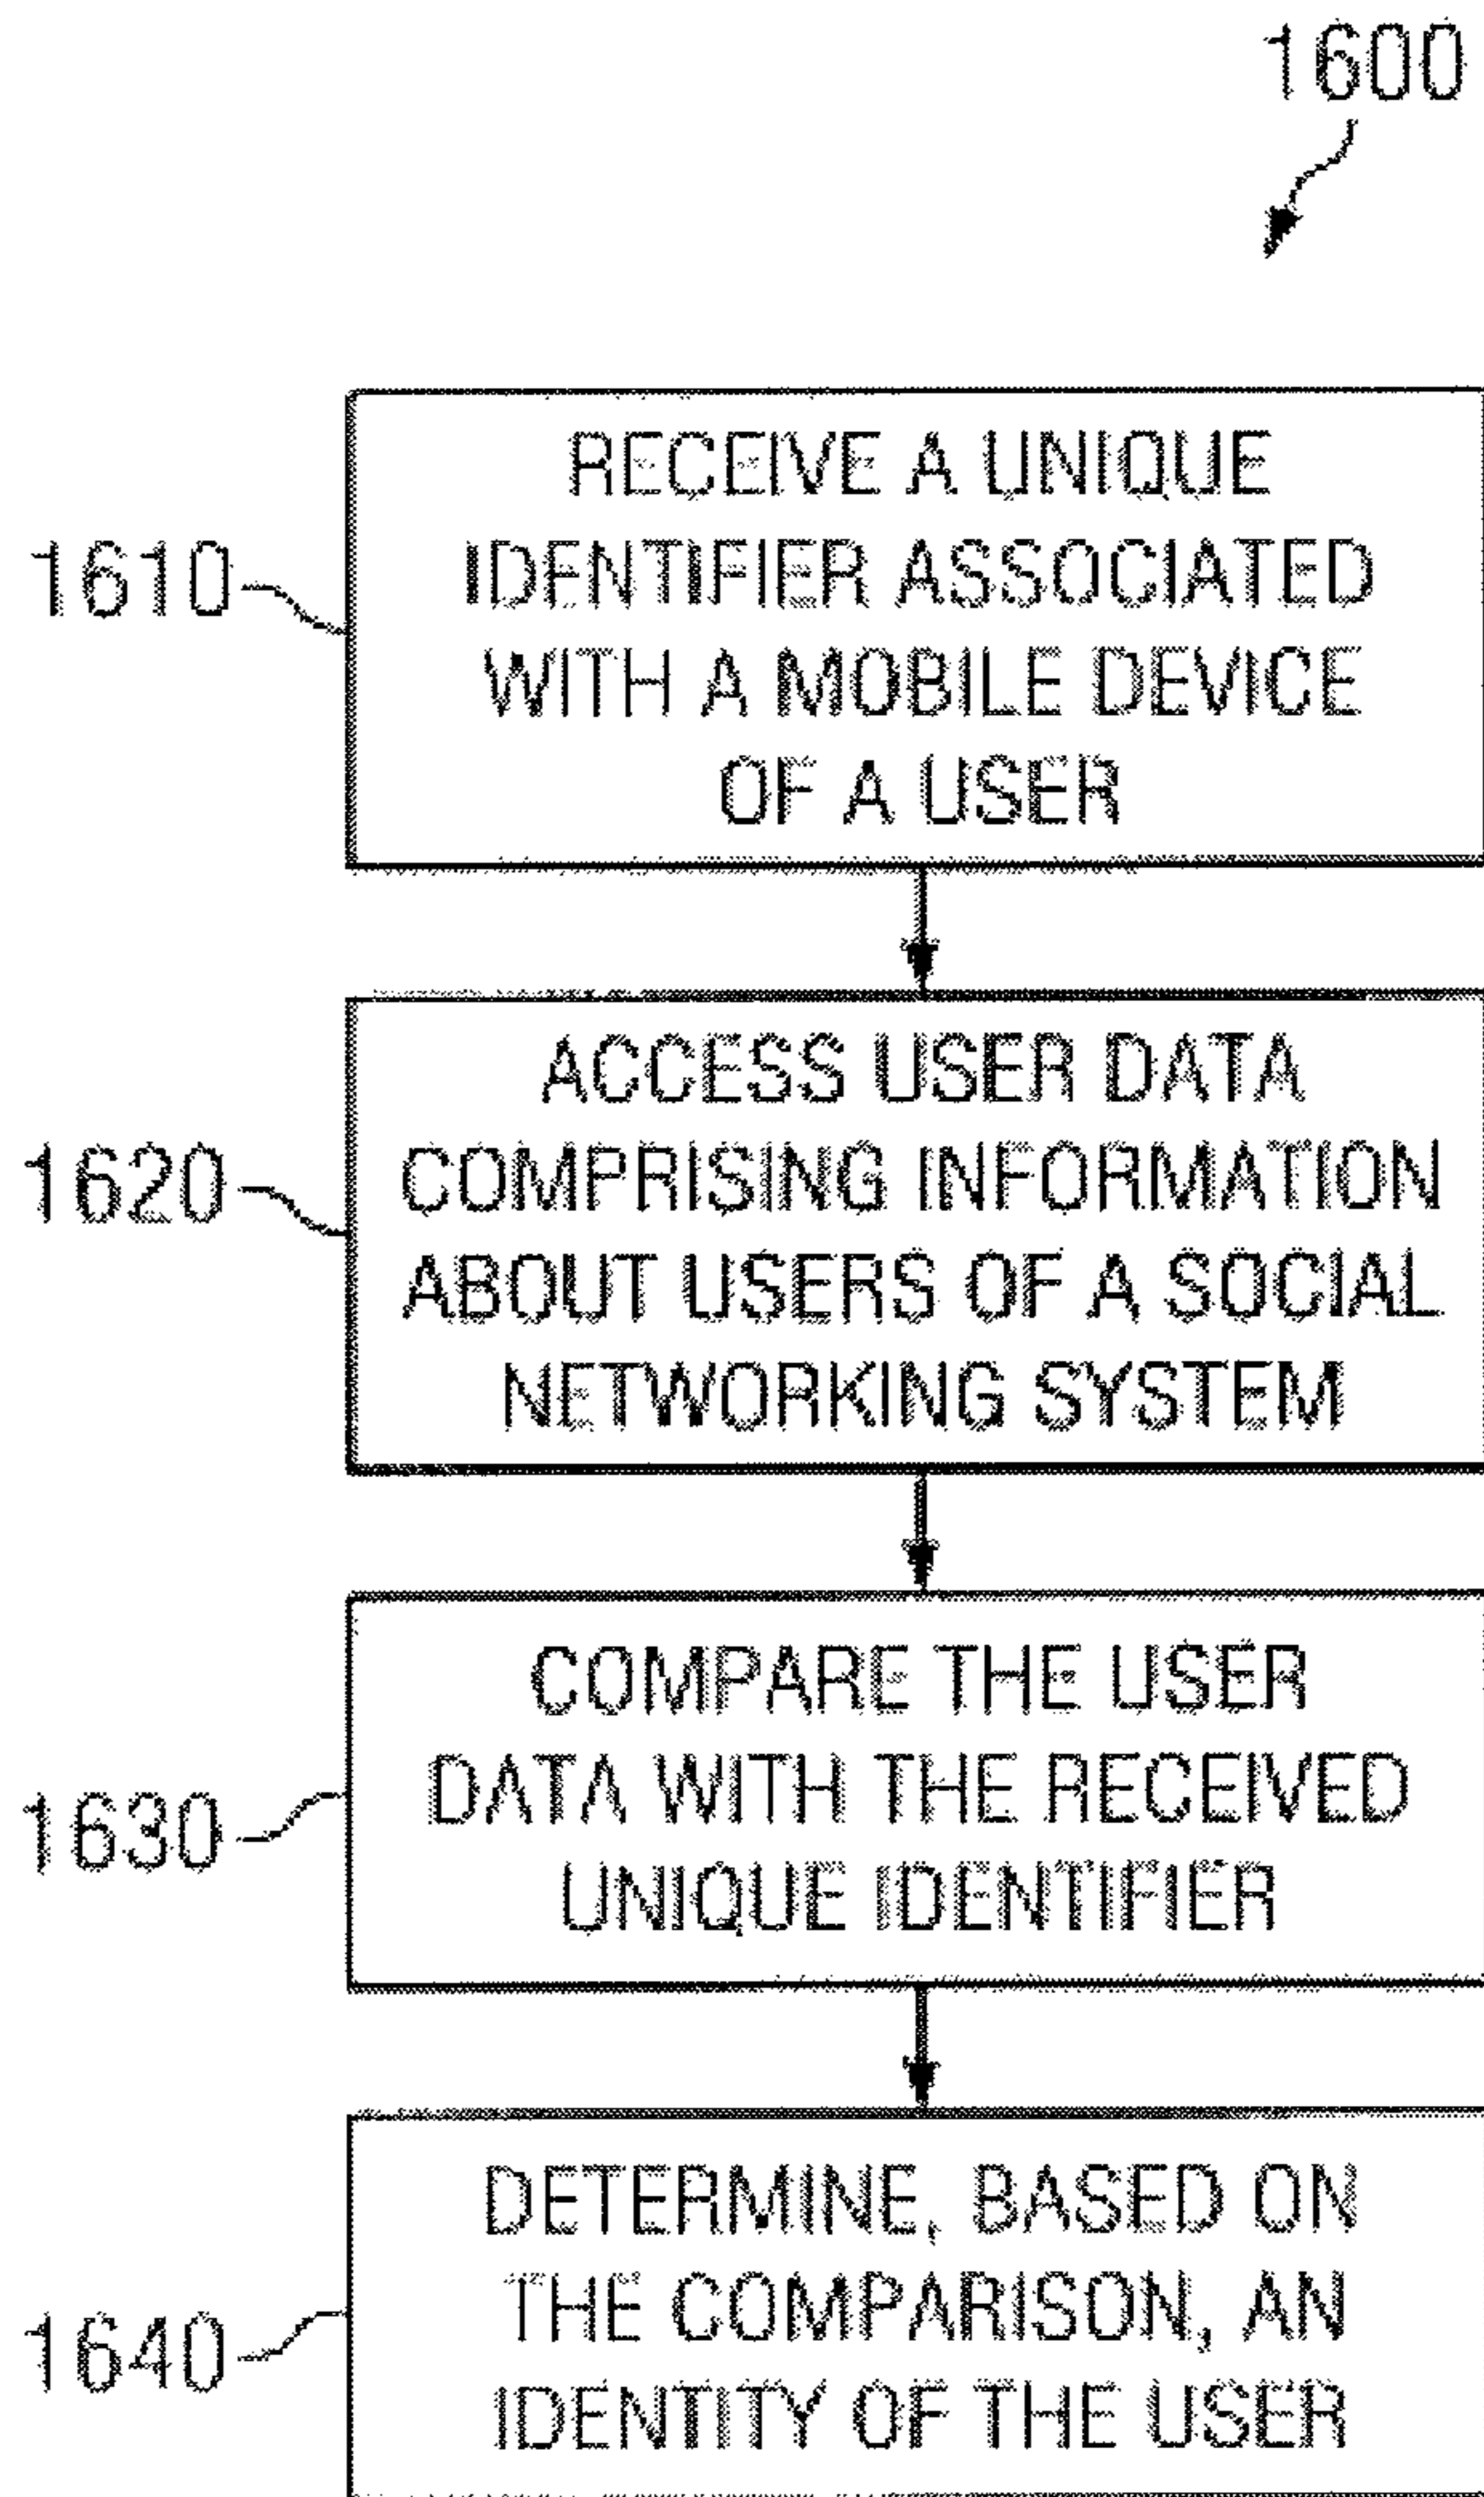 1600
1610
RECEIVE A UNIQUE
IDENTIFIER ASSOCIATED
WITH A MOBILE DEVICE
OF A USER
1620
ACCESS USER DATA
COMPRISING INFORMATION
ABOUT USERS OF A SOCIAL
NETWORKING SYSTEM
1630
COMPARE THE USER
DATA WITH THE RECEIVED
UNIQUE IDENTIFIER
1640
DETERMINE, BASED ON
THE COMPARISON, AN
IDENTITY OF THE USER